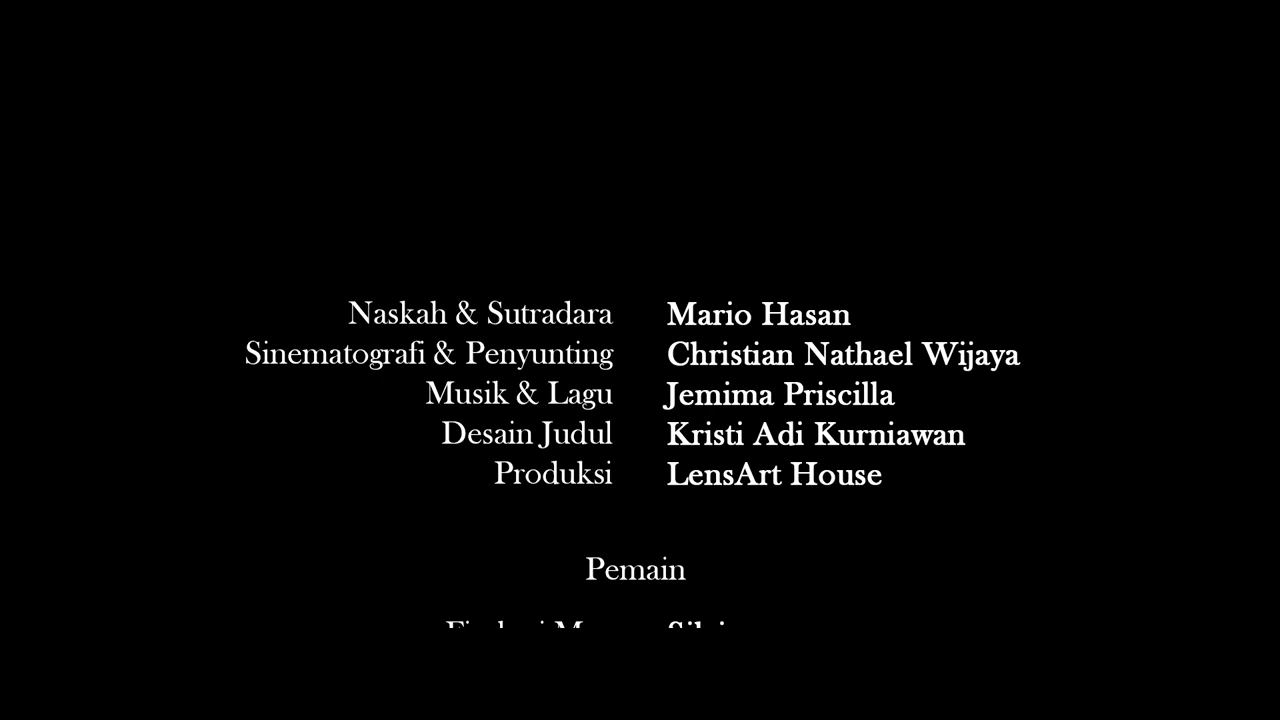 Naskah & Sutradara Mario Hasan
Sinematografi & Penyunting Christian Nathael Wijaya
Musik & Lagu Jemima Priscilla
Desain Judul Kristi Adi Kurniawan
Produksi LensArt House
Pemain